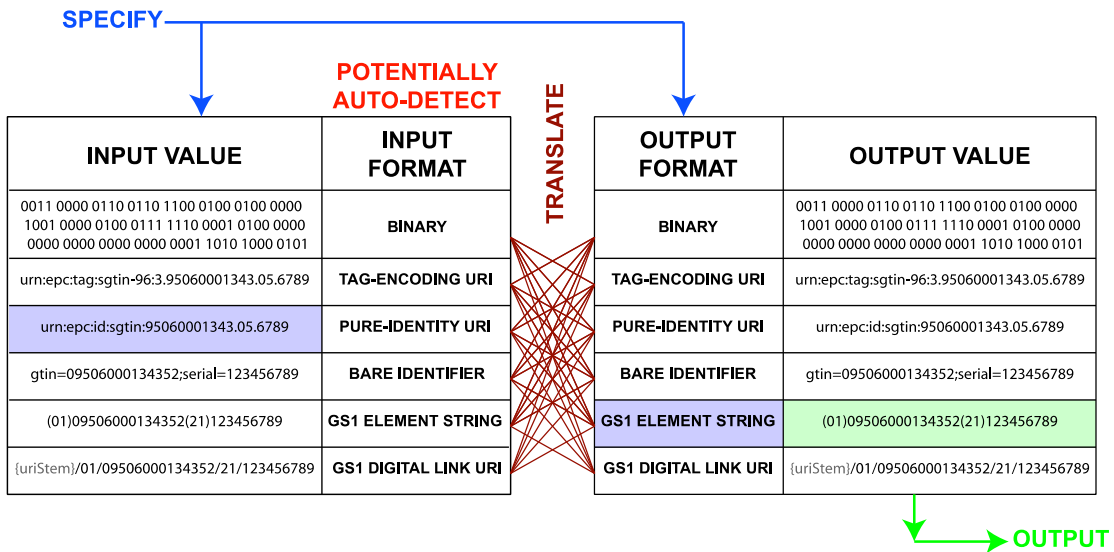 SPECIFY
POTENTIALLY
AUTO-DETECT
TRANSLATE
INPUT VALUE
INPUT
FORMAT
OUTPUT
FORMAT
OUTPUT VALUE
0011 0000 0110 0110 1100 0100 0100 0000
1001 0000 0100 0111 1110 0001 0100 0000
0000 0000 0000 0000 0001 1010 1000 0101
BINARY
BINARY
0011 0000 0110 0110 1100 0100 0100 0000
1001 0000 0100 0111 1110 0001 0100 0000
0000 0000 0000 0000 0001 1010 1000 0101
urn:epc:tag:sgtin-96:3.95060001343.05.6789
TAG-ENCODING URI
TAG-ENCODING URI
urn:epc:tag:sgtin-96:3.95060001343.05.6789
urn:epc:id:sgtin:95060001343.05.6789
PURE-IDENTITY URI
PURE-IDENTITY URI
urn:epc:id:sgtin:95060001343.05.6789
gtin=09506000134352;serial=123456789
BARE IDENTIFIER
BARE IDENTIFIER
gtin=09506000134352;serial=123456789
(01)09506000134352(21)123456789
GS1 ELEMENT STRING
GS1 ELEMENT STRING
(01)09506000134352(21)123456789
{uriStem}/01/09506000134352/21/123456789
GS1 DIGITAL LINK URI
GS1 DIGITAL LINK URI
{uriStem}/01/09506000134352/21/123456789
OUTPUT